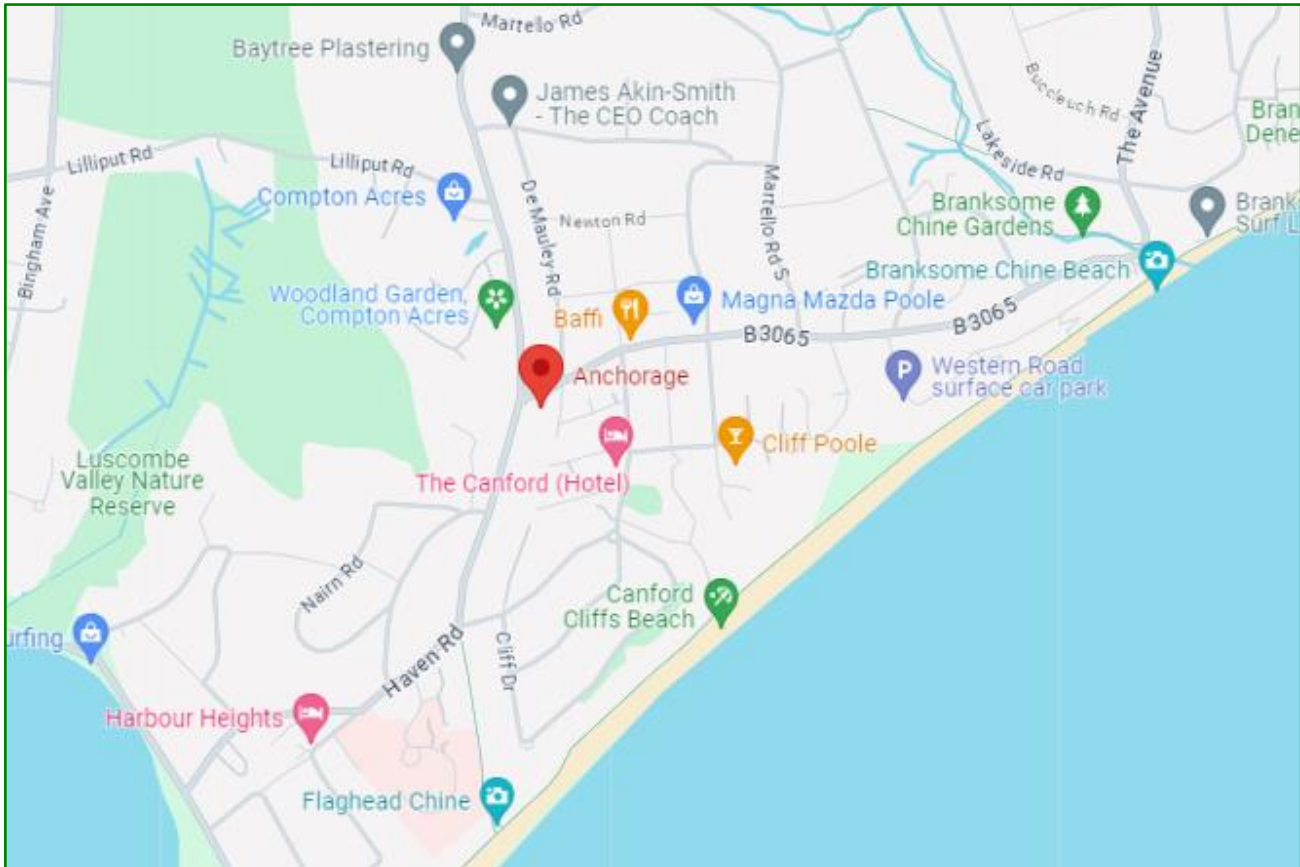 Martello Rd
Baytree Plastering
James Akin-Smith
- The CEO Coach
Buccleuch Rd
The Avenue
Bran
Dene
Lilliput Rd
Lilliput Rd
Lakeside Rd
Compton Acres
De Mauley Rd
Newton Rd
Martello Rd S
Bingham Ave
Branksome
Chine Gardens
Branks
Surf L
Branksome Chine Beach
Woodland Garden,
Compton Acres
Baffi
Magna Mazda Poole
B3065
B3065
Anchorage
Western Road
surface car park
P
Cliff Poole
Luscombe
Valley Nature
Reserve
The Canford (Hotel)
Nairn Rd
Canford
Cliffs Beach
urfing
Haven Rd
Cliff Dr
Harbour Heights
Flaghead Chine